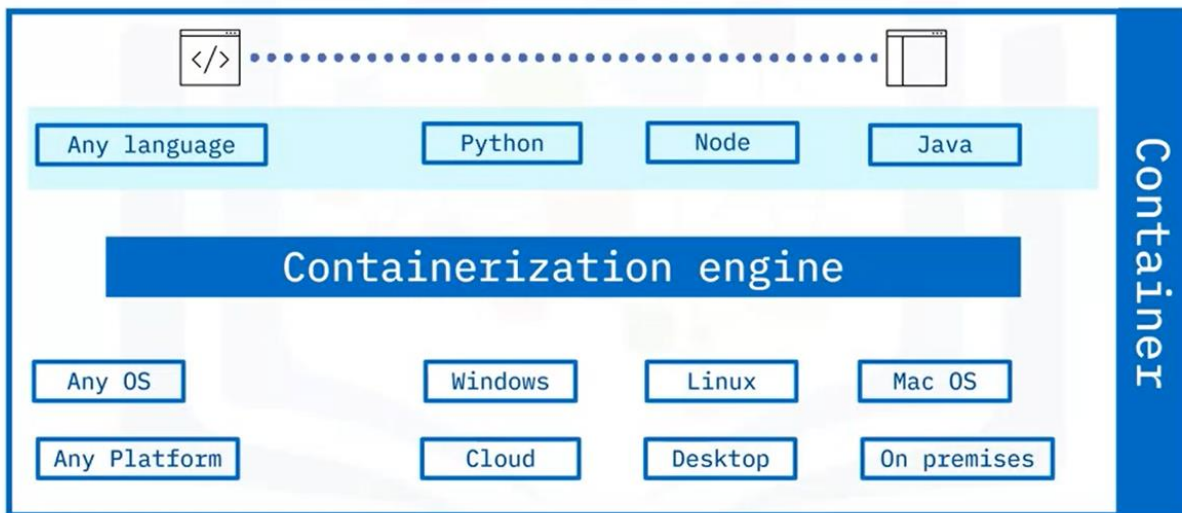 </>
Any language Python Node Java
Containerization engine
Any OS Windows Linux Mac OS
Any Platform Cloud Desktop On premises
Container